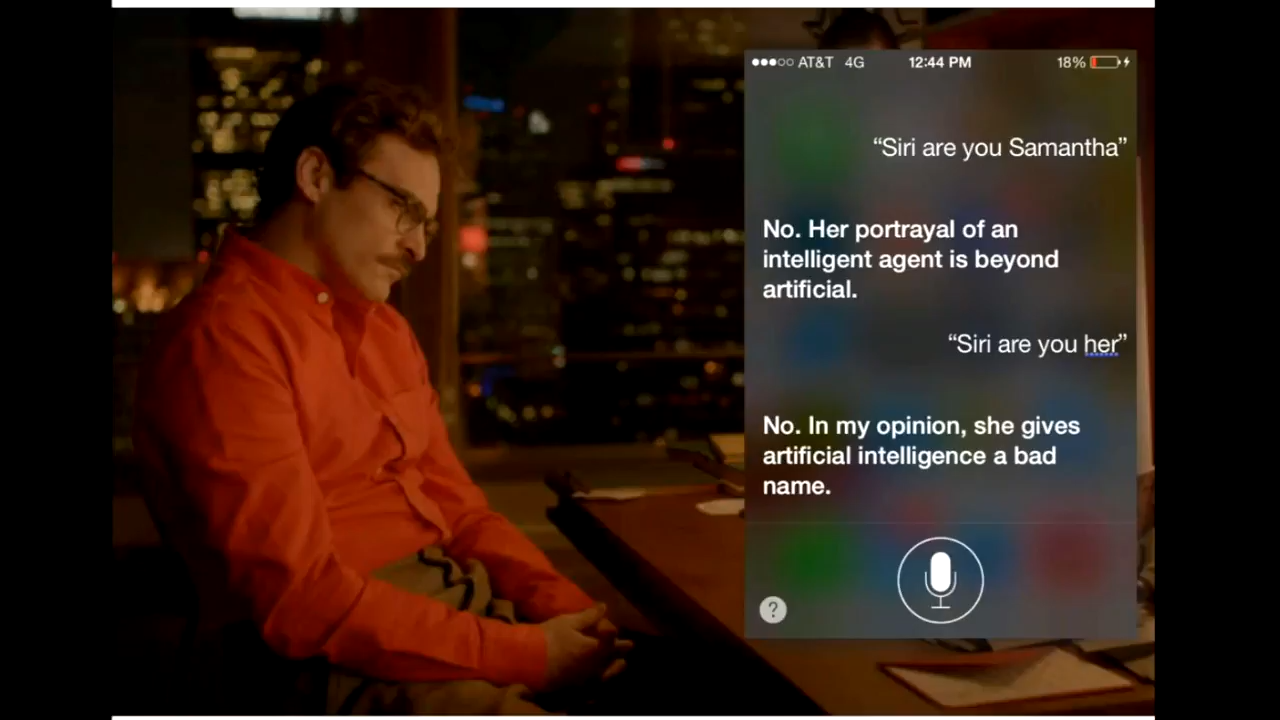 AT&T 4G 12:44 PM 18%
“Siri are you Samantha”
No. Her portrayal of an
intelligent agent is beyond
artificial.
“Siri are you her”
No. In my opinion, she gives
artificial intelligence a bad
name.
?